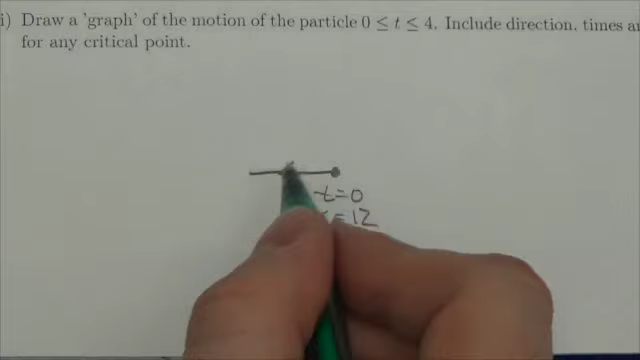 i) Draw a 'graph' of the motion of the particle 0 ≤ t ≤ 4. Include direction, times
for any critical point.
t=0
=12